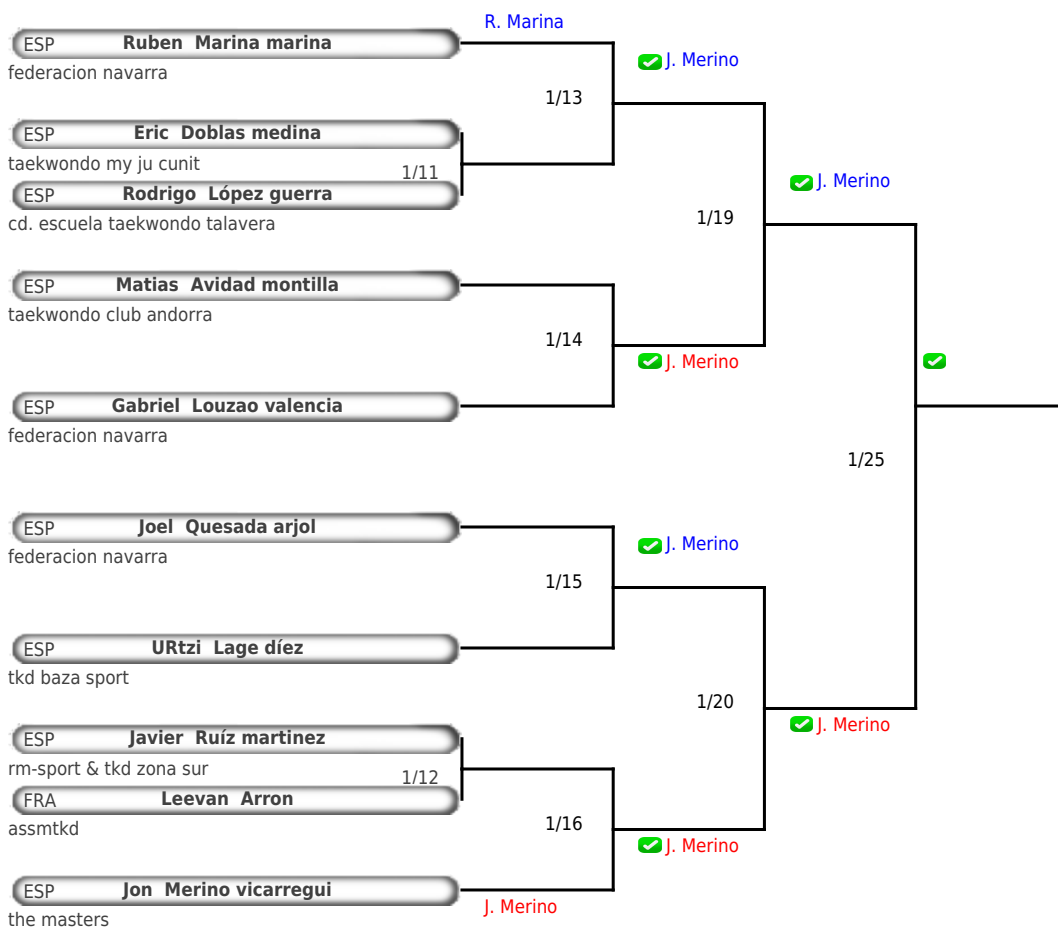 R. Marina
ESP Ruben Marina marina
federacion navarra
J. Merino
1/13
ESP Eric Doblas medina
taekwondo my ju cunit
1/11
ESP Rodrigo López guerra
cd. escuela taekwondo talavera
J. Merino
1/19
ESP Matias Avidad montilla
taekwondo club andorra
1/14
J. Merino
ESP Gabriel Louzao valencia
federacion navarra
1/25
ESP Joel Quesada arjol
federacion navarra
J. Merino
1/15
ESP URtzi Lage díez
tkd baza sport
1/20
J. Merino
ESP Javier Ruíz martinez
rm-sport & tkd zona sur
1/12
FRA Leevan Arron
assmtkd
1/16
J. Merino
ESP Jon Merino vicarregui
J. Merino
the masters